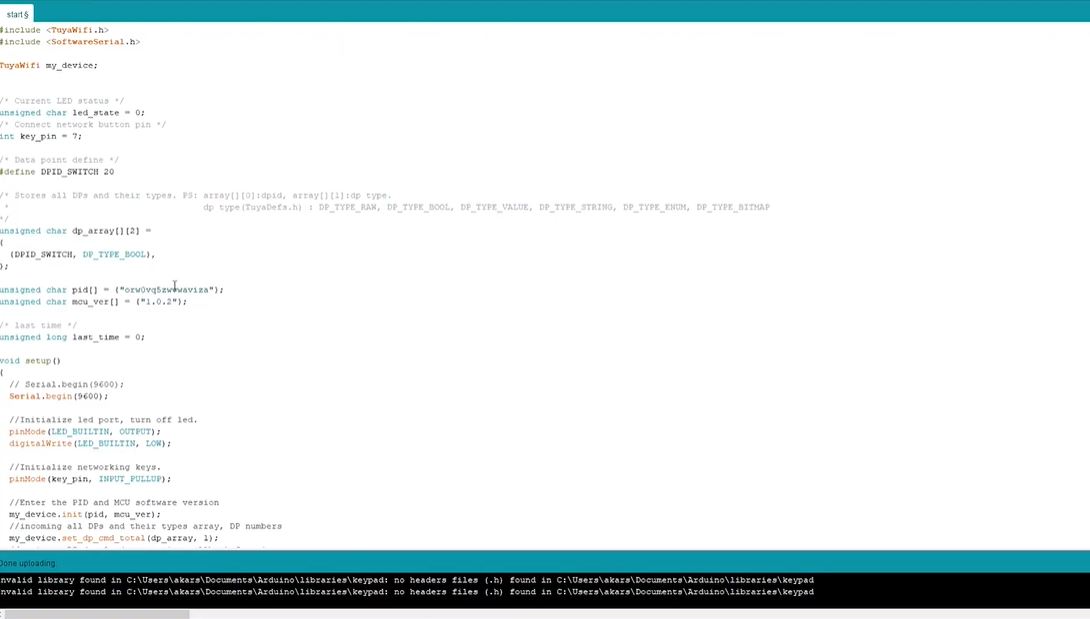 start §
#include <TuyaWifi.h>
#include <SoftwareSerial.h>
TuyaWifi my_device;
/* Current LED status */
unsigned char led_state = 0;
/* Connect network button pin */
int key_pin = 7;
/* Data point define */
#define DPID_SWITCH 20
/* Stores all DPs and their types. PS: array[][0]:dpid, array[][1]:dp type.
* dp type(TuyaDefs.h) : DP_TYPE_RAW, DP_TYPE_BOOL, DP_TYPE_VALUE, DP_TYPE_STRING, DP_TYPE_ENUM, DP_TYPE_BITMAP
*/
unsigned char dp_array[][2] =
{
{DPID_SWITCH, DP_TYPE_BOOL},
};
unsigned char pid[] = {
unsigned char mcu_ver[] = {"1.0.2"};
/* last time */
unsigned long last_time = 0;
void setup()
{
// Serial.begin(9600);
Serial.begin(9600);
//Initialize led port, turn off led.
pinMode(LED_BUILTIN, OUTPUT);
digitalWrite(LED_BUILTIN, LOW);
//Initialize networking keys.
pinMode(key_pin, INPUT_PULLUP);
//Enter the PID and MCU software version
my_device.init(pid, mcu_ver);
//incoming all DPs and their types array, DP numbers
my_device.set_dp_cmd_total(dp_array, 1);
Done uploading.
nvalid library found in C:\Users\akars\Documents\Arduino\libraries\keypad: no headers files (.h) found in C:\Users\akars\Documents\Arduino\libraries\keypad
nvalid library found in C:\Users\akars\Documents\Arduino\libraries\keypad: no headers files (.h) found in C:\Users\akars\Documents\Arduino\libraries\keypad